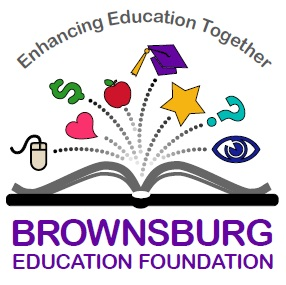 Enhancing Education Together
$
?
BROWNSBURG
EDUCATION FOUNDATION